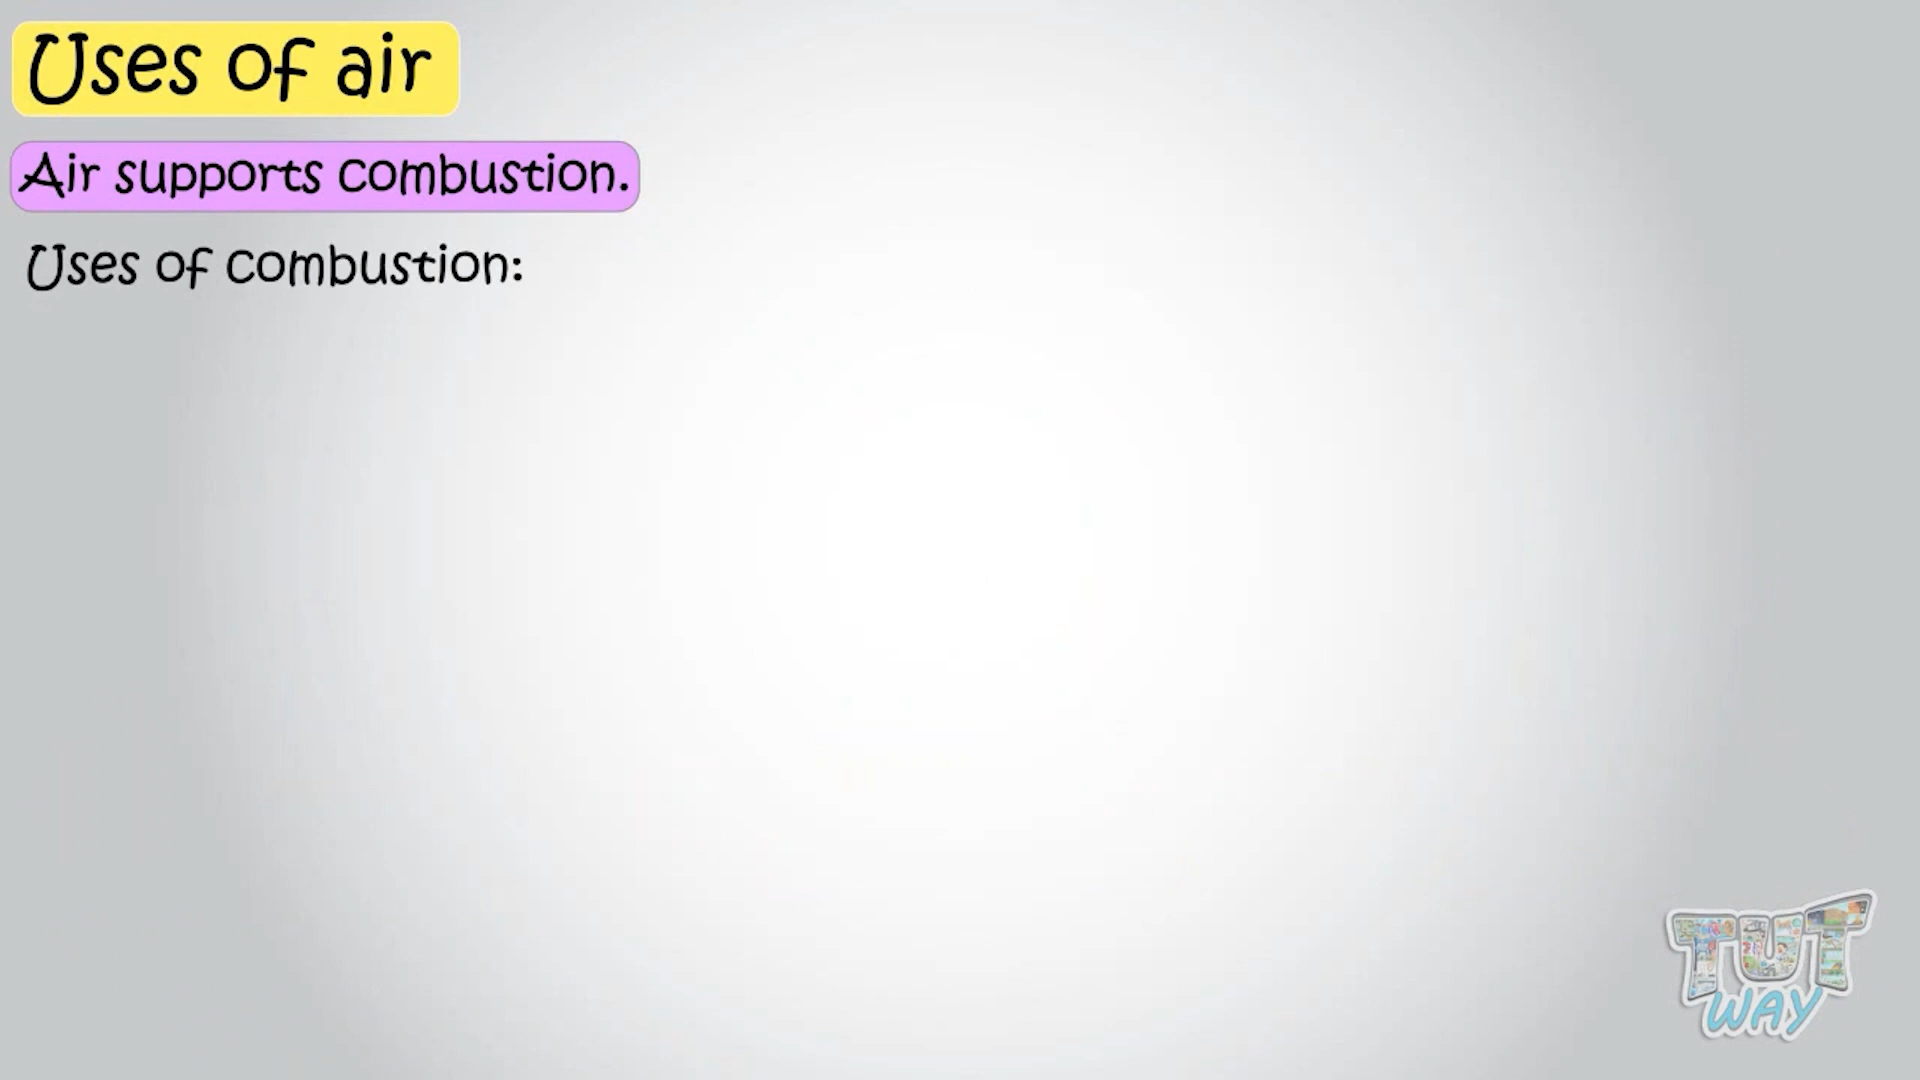 Uses of air
Air supports combustion.
Uses of combustion:
TUT
WAY